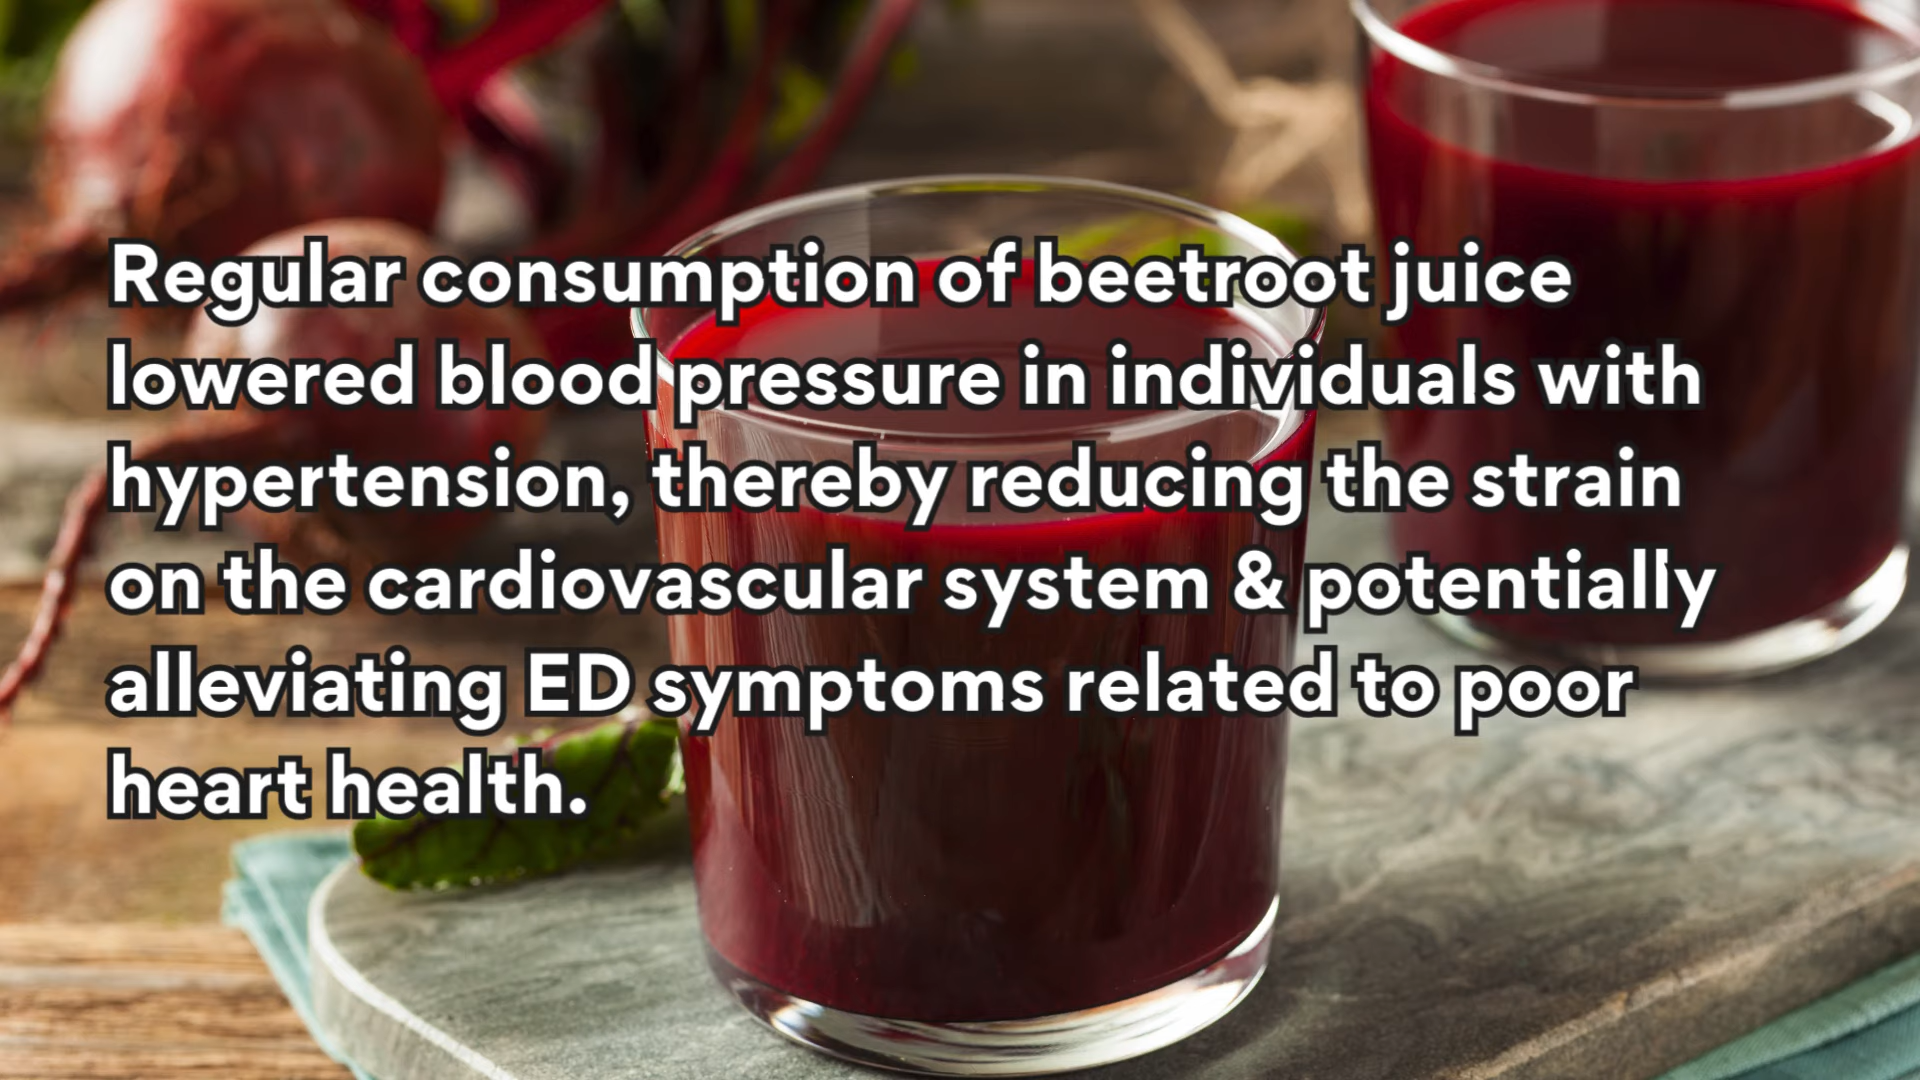 Regular consumption of beetroot juice
lowered blood pressure in individuals with
hypertension, thereby reducing the strain
on the cardiovascular system & potentially
alleviating ED symptoms related to poor
heart health.